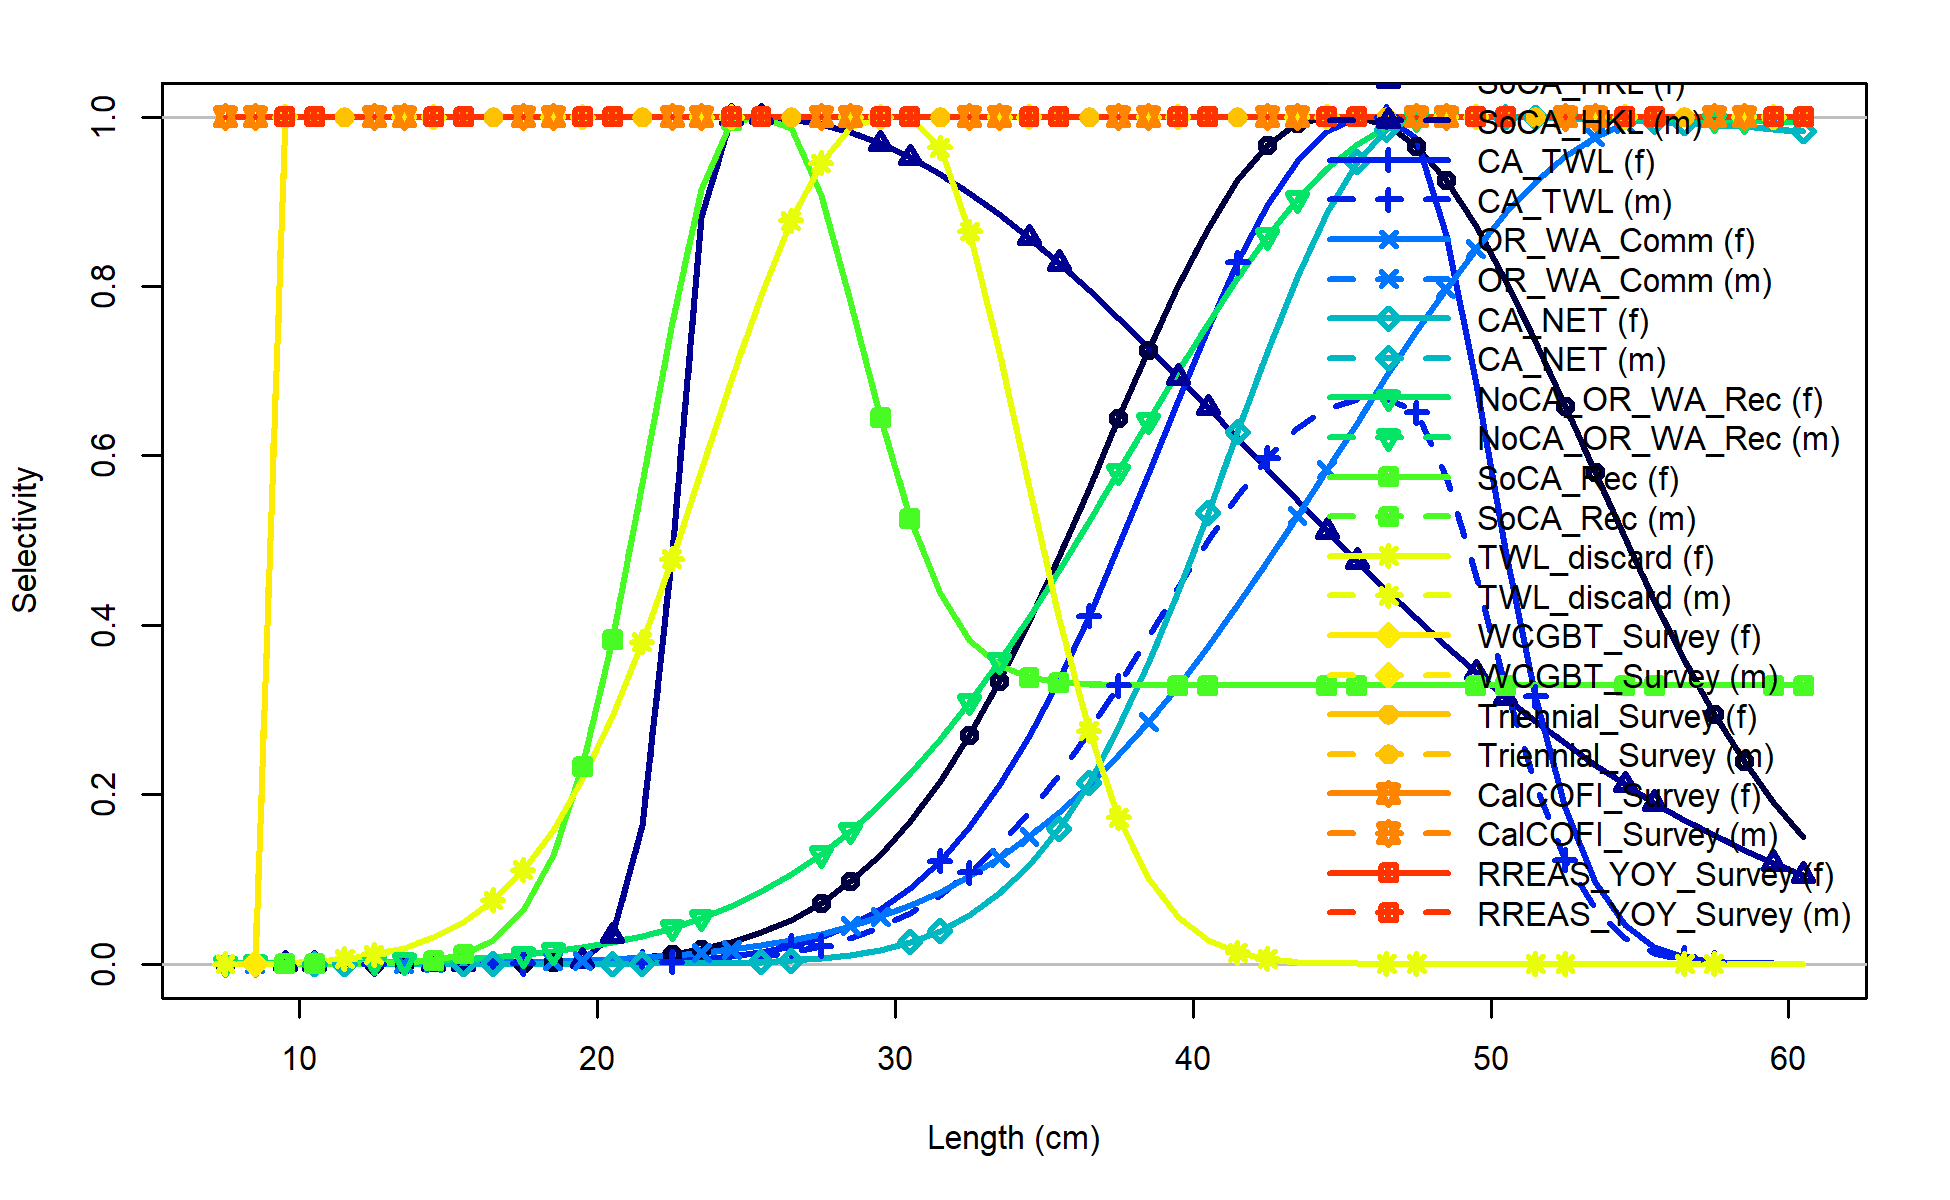 SoCA_HKL (f)
SoCA_HKL (m)
CA_TWL (f)
CA_TWL (m)
OR_WA_Comm (f)
OR_WA_Comm (m)
CA_NET (f)
CA_NET (m)
NoCA_OR_WA_Rec (f)
NoCA_OR_WA_Rec (m)
SoCA_Rec (f)
SoCA_Rec (m)
TWL_discard (f)
TWL_discard (m)
WCGBT_Survey (f)
WCGBT_Survey (m)
Triennial_Survey (f)
Triennial_Survey (m)
CalCOFI_Survey (f)
CalCOFI_Survey (m)
RREAS_YOY_Survey (f)
RREAS_YOY_Survey (m)
1.0
0.8
0.6
0.4
0.2
0.0
Selectivity
10 20 30 40 50 60
Length (cm)